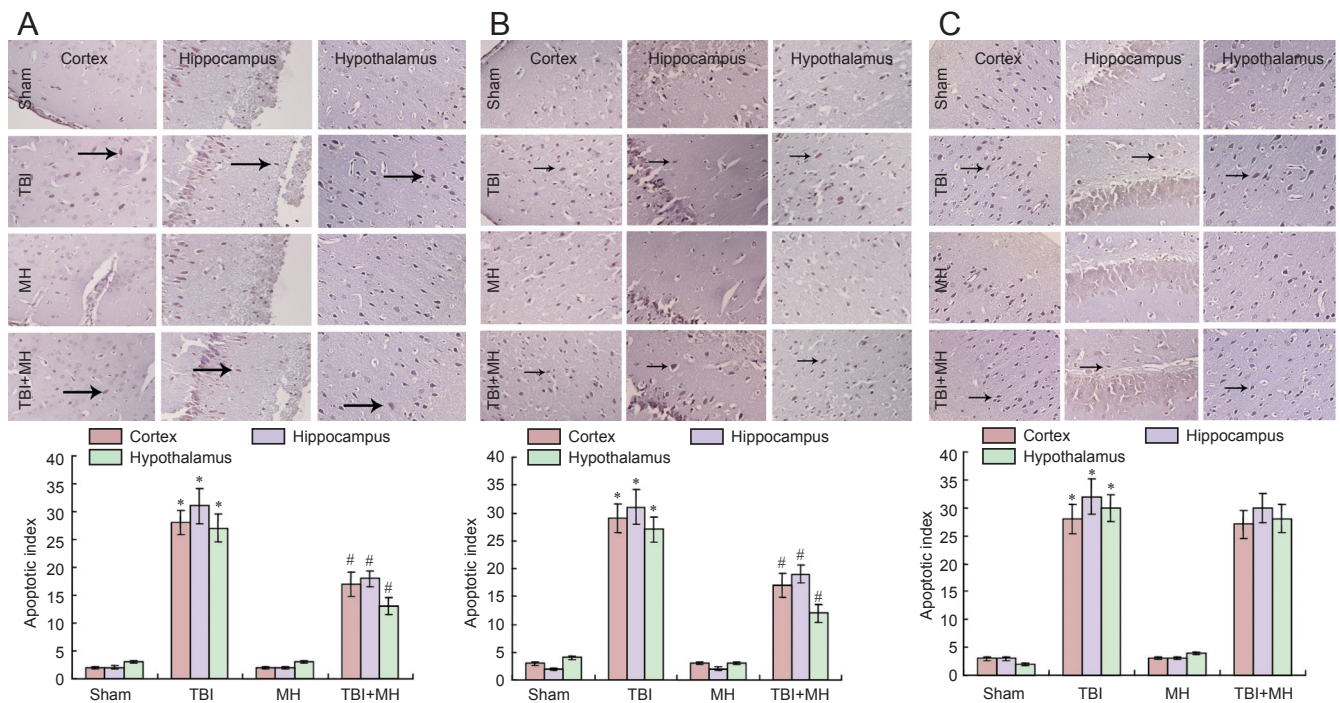 A
Cortex Hippocampus Hypothalamus
Sham
TBI
MH
TBI+MH
Cortex Hippocampus
Hypothalamus
Apoptotic index
40
35
30
25
20
15
10
5
0
* * *
# # #
Sham TBI MH TBI+MH
B
Cortex Hippocampus Hypothalamus
Sham
TBI
MH
TBI+MH
Cortex Hippocampus
Hypothalamus
Apoptotic index
40
35
30
25
20
15
10
5
0
* * *
# # #
Sham TBI MH TBI+MH
C
Cortex Hippocampus Hypothalamus
Sham
TBI
MH
TBI+MH
Cortex Hippocampus
Hypothalamus
Apoptotic index
40
35
30
25
20
15
10
5
0
* * *
Sham TBI MH TBI+MH